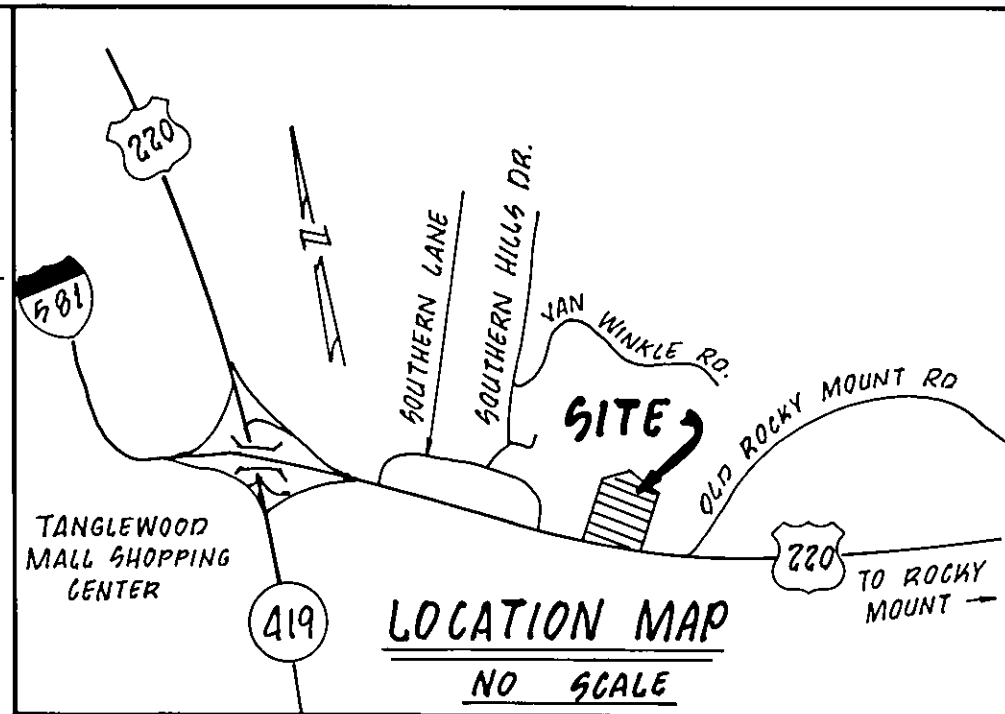 220
581
N
SOUTHERN LANE
SOUTHERN HILLS DR.
VAN WINKLE RD.
SITE
OLD ROCKY MOUNT RD
TANGLEWOOD
MALL SHOPPING
CENTER
419
220
TO ROCKY
MOUNT →
LOCATION MAP
NO SCALE